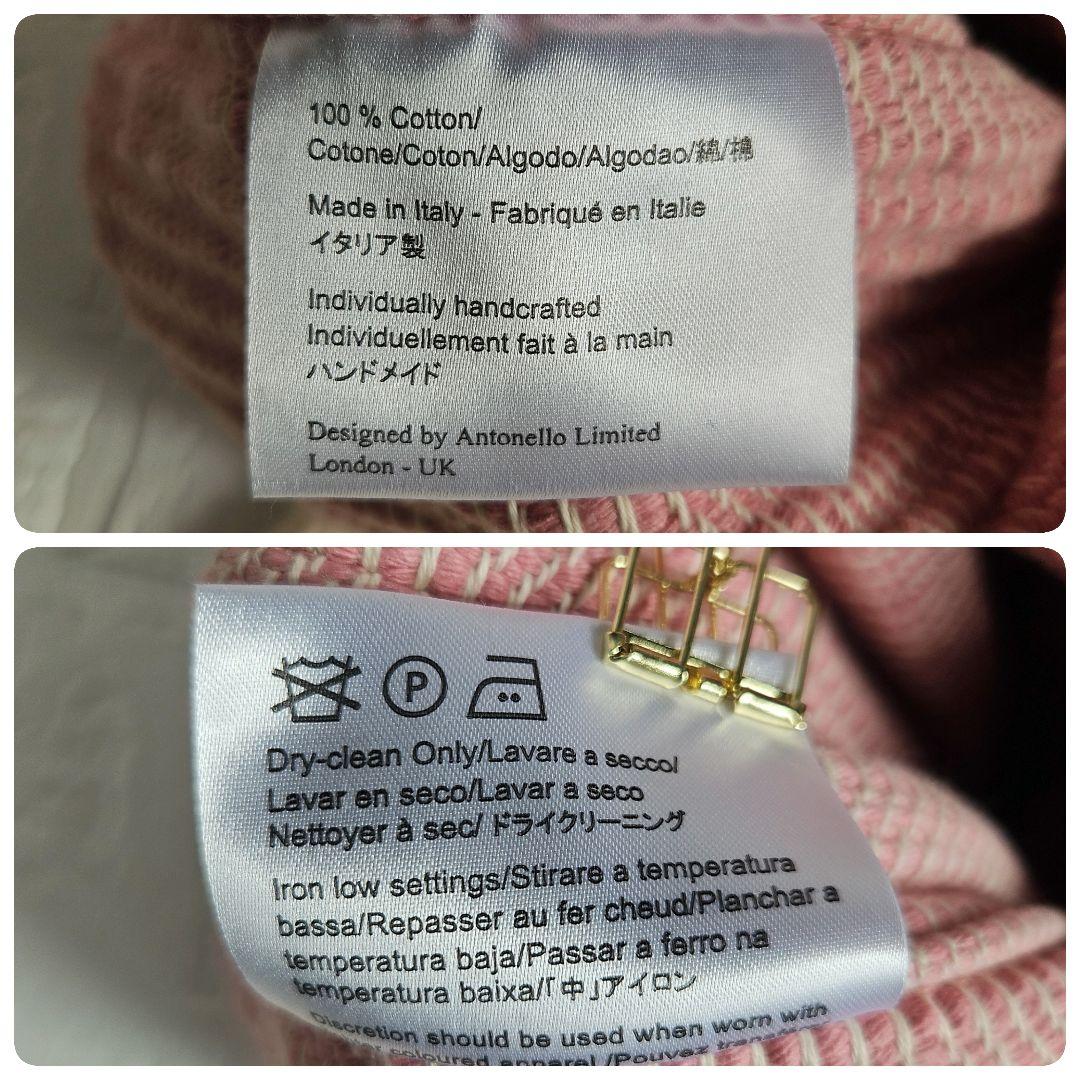 100 % Cotton/
Cotone/Coton/Algodo/Algodao/綿/棉
Made in Italy - Fabriqué en Italie
イタリア製
Individually handcrafted
Individuellement fait à la main
ハンドメイド
Designed by Antonello Limited
London - UK
P
Dry-clean Only/Lavare a seccol
Lavar en seco/Lavar a seco
Nettoyer à sec/ ドライクリーニング
Iron low settings/Stirare a temperatura
bassa/Repasser au fer cheud/Planchar a
temperatura baja/Passar a ferro na
temperatura baixa/「中」アイロン
Discretion should be used when worn with
coloured apparel /Pouvez